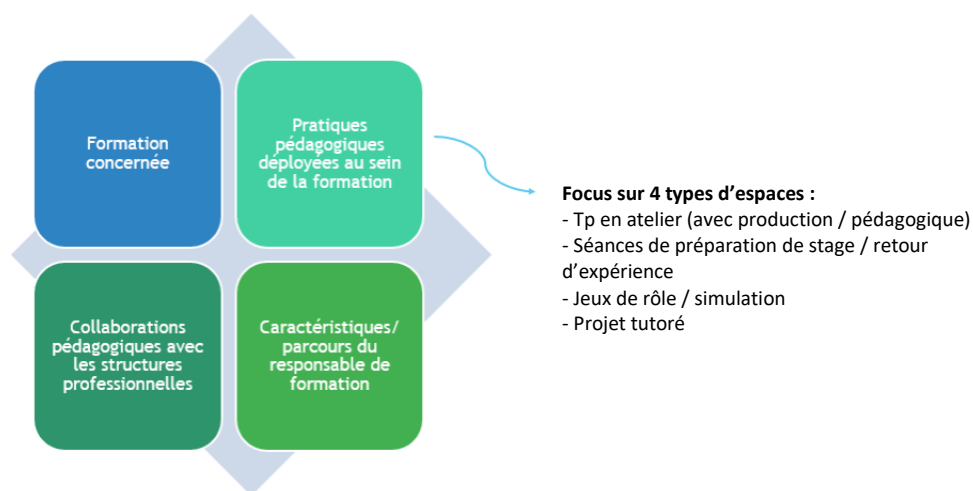 Formation
concernée
Pratiques
pédagogiques
déployées au sein
de la formation
Collaborations
pédagogiques avec
les structures
professionnelles
Caractéristiques/
parcours du
responsable de
formation
Focus sur 4 types d’espaces :
- Tp en atelier (avec production / pédagogique)
- Séances de préparation de stage / retour
d’expérience
- Jeux de rôle / simulation
- Projet tutoré